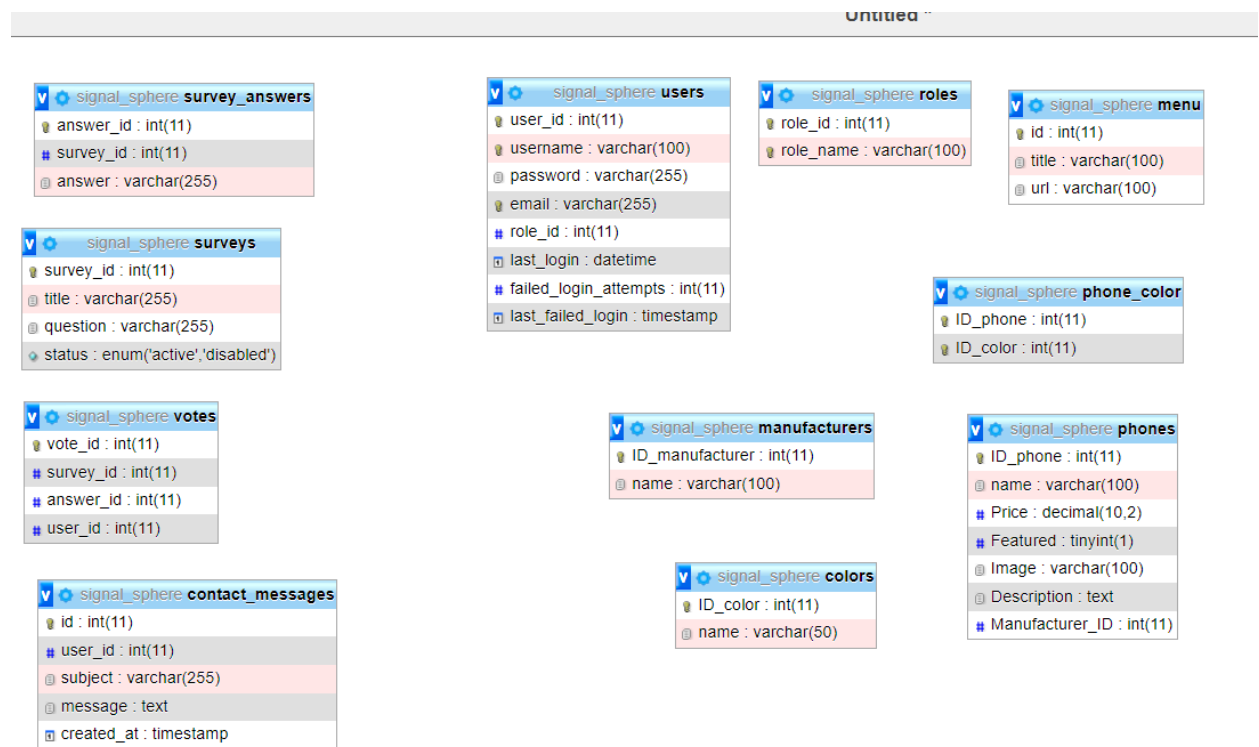 Untitled *
signal_sphere survey_answers
answer_id : int(11)
survey_id : int(11)
answer : varchar(255)
signal_sphere surveys
survey_id : int(11)
title : varchar(255)
question : varchar(255)
status : enum('active','disabled')
signal_sphere votes
vote_id : int(11)
survey_id : int(11)
answer_id : int(11)
user_id : int(11)
signal_sphere contact_messages
id : int(11)
user_id : int(11)
subject : varchar(255)
message : text
created_at : timestamp
signal_sphere users
user_id : int(11)
username : varchar(100)
password : varchar(255)
email : varchar(255)
role_id : int(11)
last_login : datetime
failed_login_attempts : int(11)
last_failed_login : timestamp
signal_sphere roles
role_id : int(11)
role_name : varchar(100)
signal_sphere menu
id : int(11)
title : varchar(100)
url : varchar(100)
signal_sphere phone_color
ID_phone : int(11)
ID_color : int(11)
signal_sphere manufacturers
ID_manufacturer : int(11)
name : varchar(100)
signal_sphere phones
ID_phone : int(11)
name : varchar(100)
Price : decimal(10,2)
Featured : tinyint(1)
Image : varchar(100)
Description : text
Manufacturer_ID : int(11)
signal_sphere colors
ID_color : int(11)
name : varchar(50)